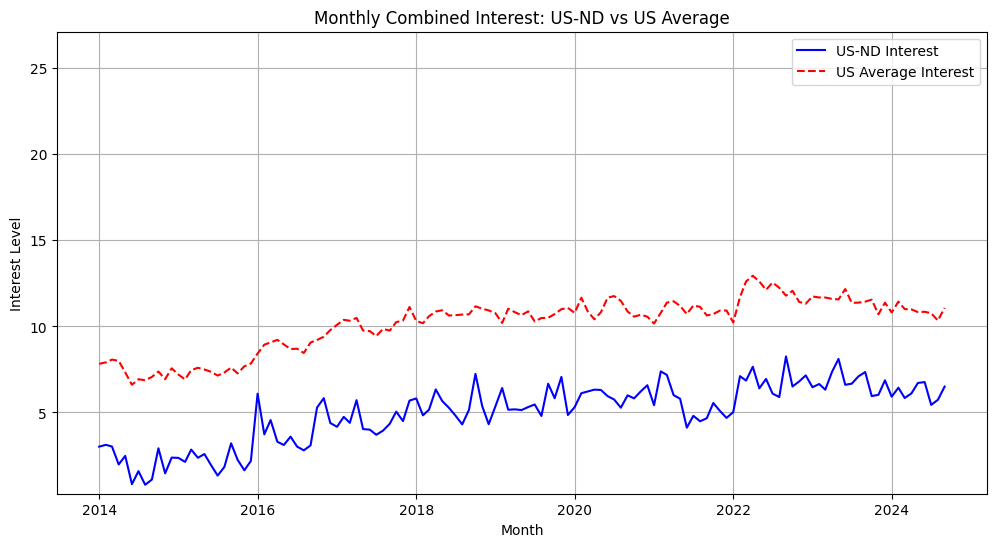 Monthly Combined Interest: US-ND vs US Average
US-ND Interest
US Average Interest
25
20
15
10
5
Interest Level
2014 2016 2018 2020 2022 2024
Month